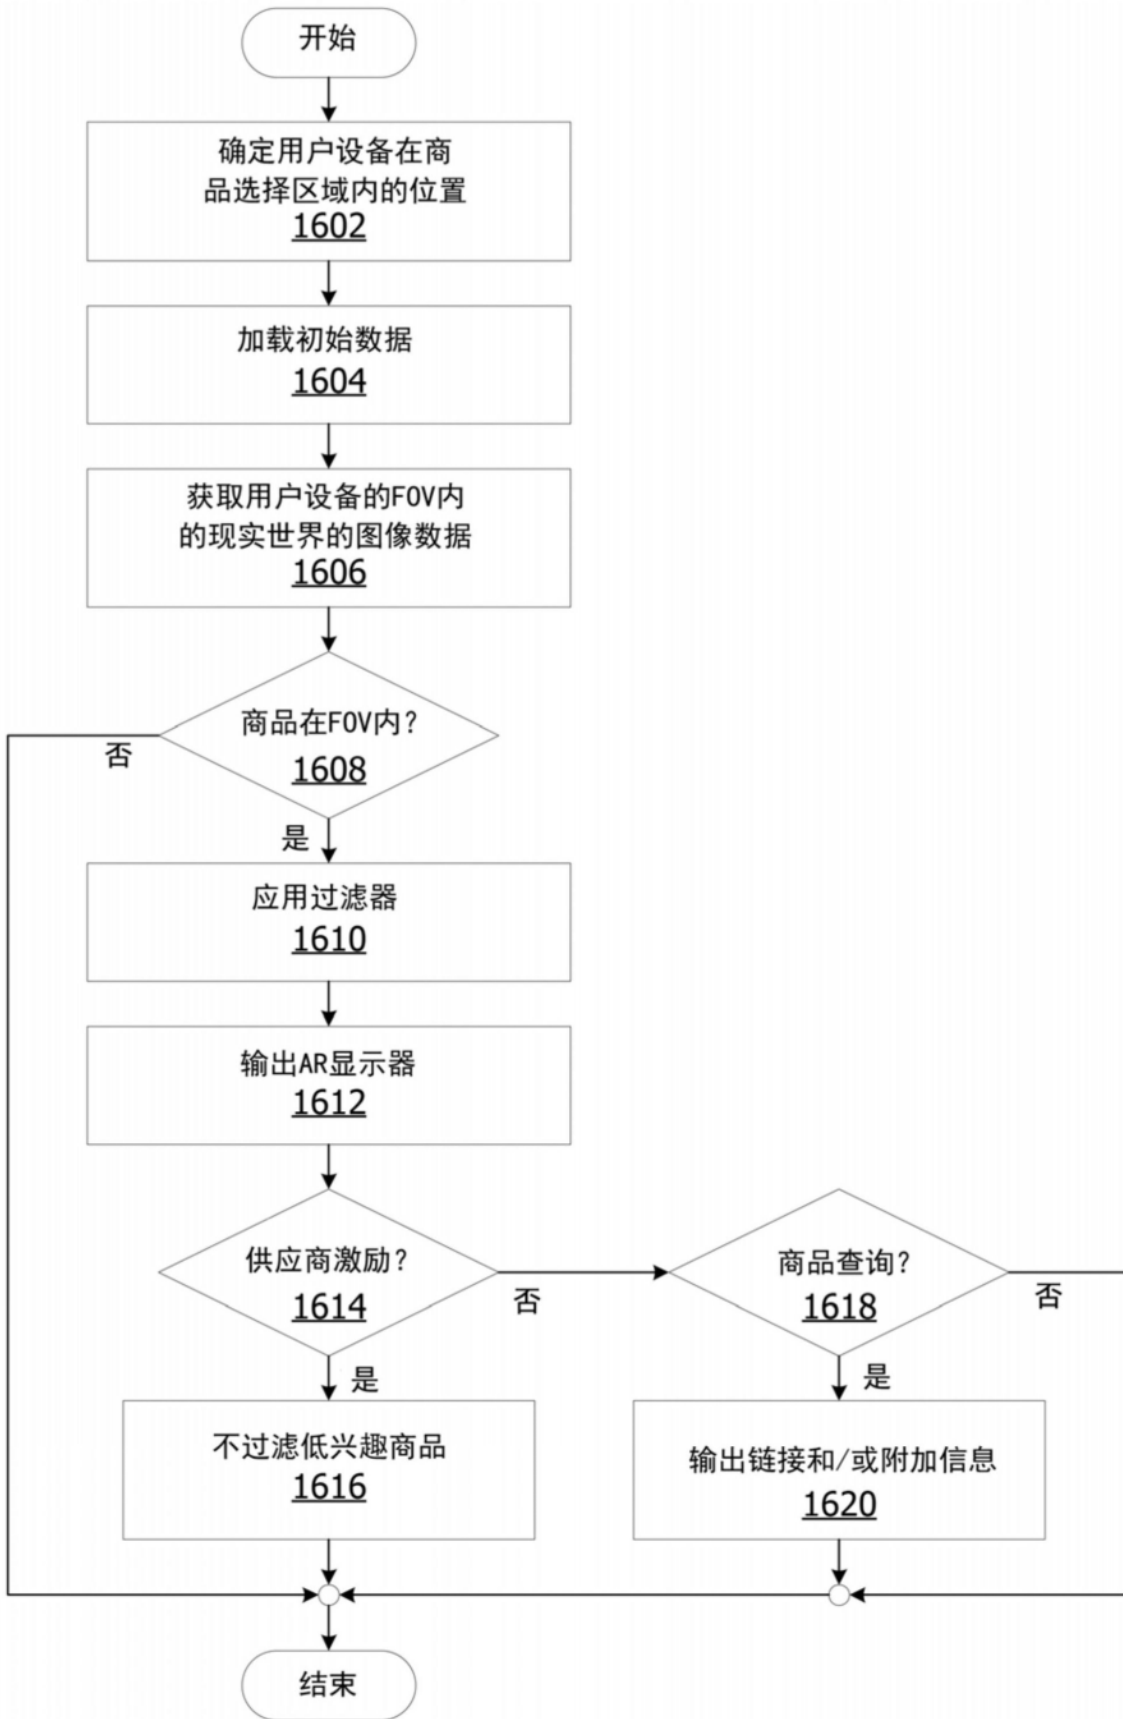 开始
确定用户设备在商
品选择区域内的位置
1602
加载初始数据
1604
获取用户设备的FOV内
的现实世界的图像数据
1606
商品在FOV内?
1608
否
是
应用过滤器
1610
输出AR显示器
1612
供应商激励?
1614
否
是
商品查询?
1618
否
是
不过滤低兴趣商品
1616
输出链接和/或附加信息
1620
结束